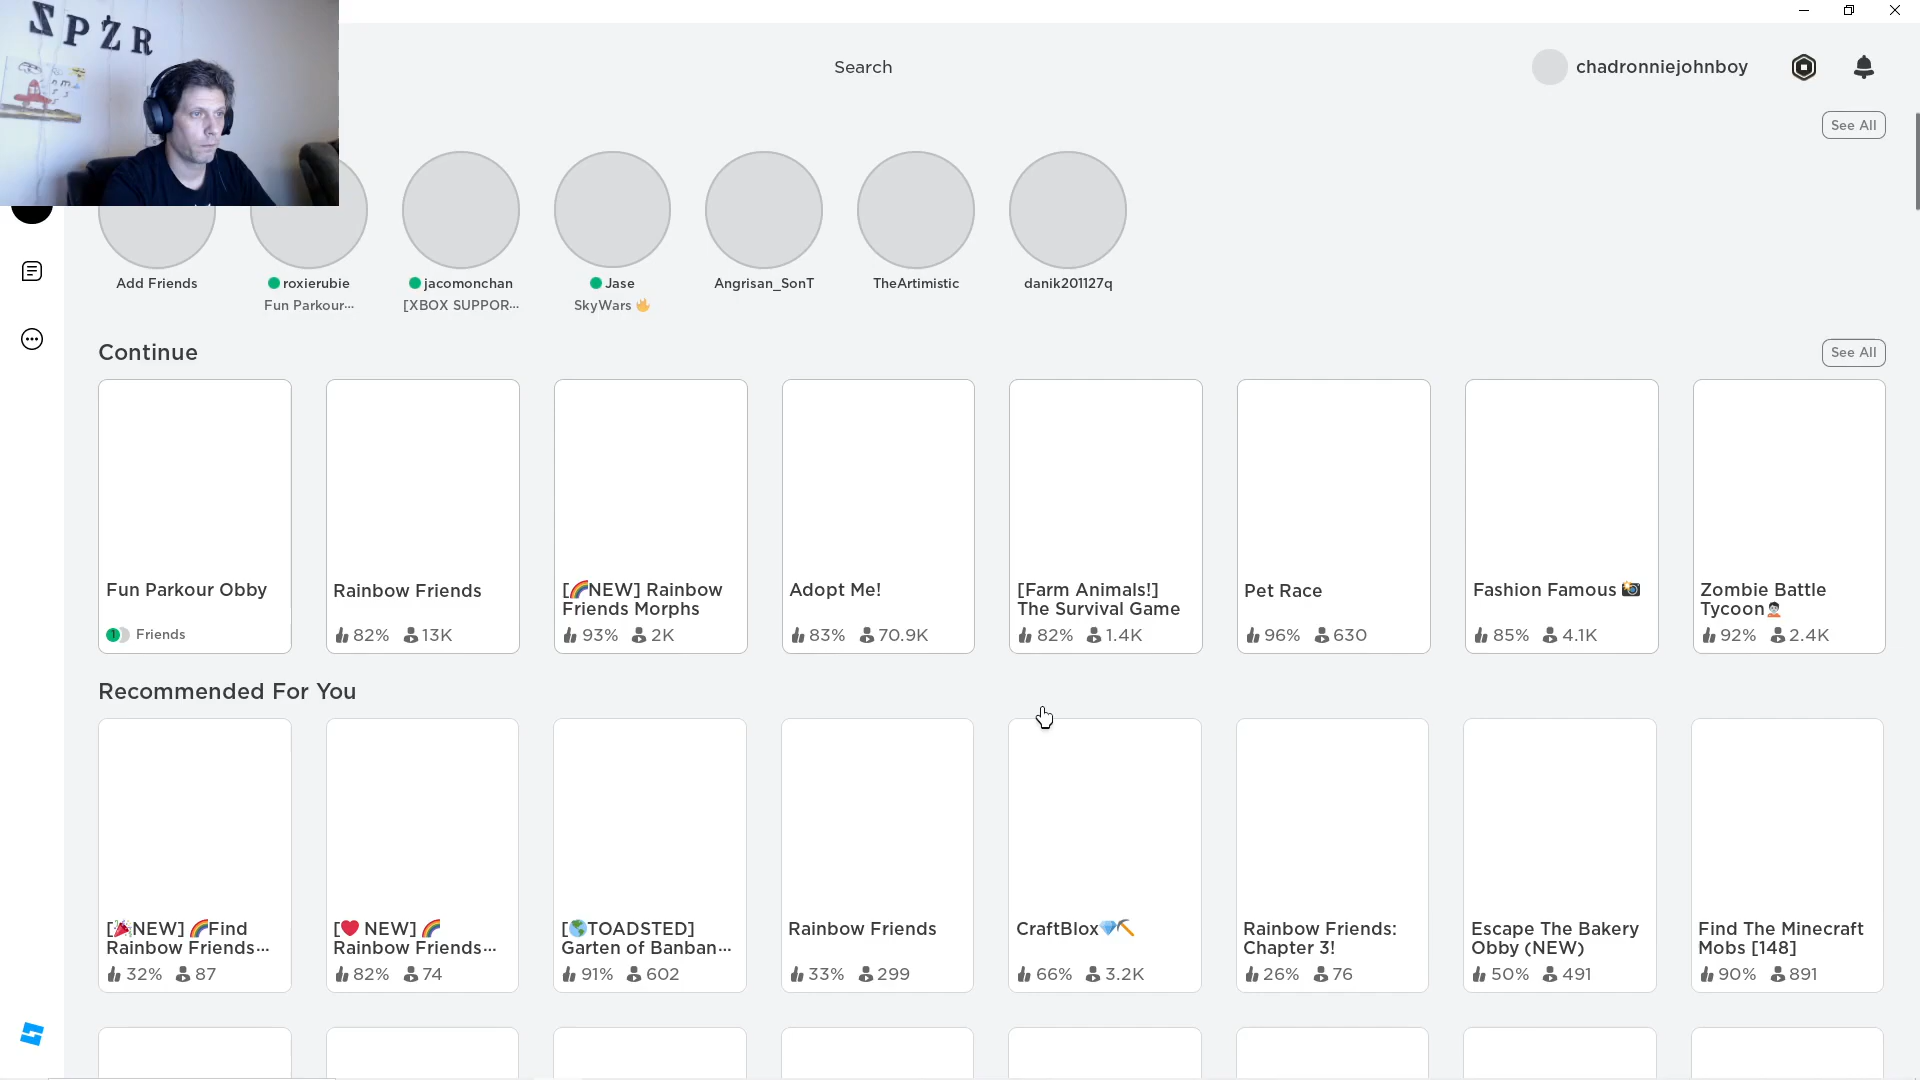 ZPŻR
Search
chadronniejohnboy
See All
Add Friends
roxierubie
Fun Parkour...
jacomonchan
[XBOX SUPPOR...
Jase
SkyWars 🔥
Angrisan_SonT
TheArtimistic
danik201127q
Continue
See All
Fun Parkour Obby
1 Friends
Rainbow Friends
82% 13K
[🌈NEW] Rainbow
Friends Morphs
93% 2K
Adopt Me!
83% 70.9K
[Farm Animals!]
The Survival Game
82% 1.4K
Pet Race
96% 630
Fashion Famous 📸
85% 4.1K
Zombie Battle
Tycoon🧟
92% 2.4K
Recommended For You
[🎉NEW] 🌈Find
Rainbow Friends...
32% 87
[❤️ NEW] 🌈
Rainbow Friends...
82% 74
[🌎TOADSTED]
Garten of Banban...
91% 602
Rainbow Friends
33% 299
CraftBlox💎⛏️
66% 3.2K
Rainbow Friends:
Chapter 3!
26% 76
Escape The Bakery
Obby (NEW)
50% 491
Find The Minecraft
Mobs [148]
90% 891